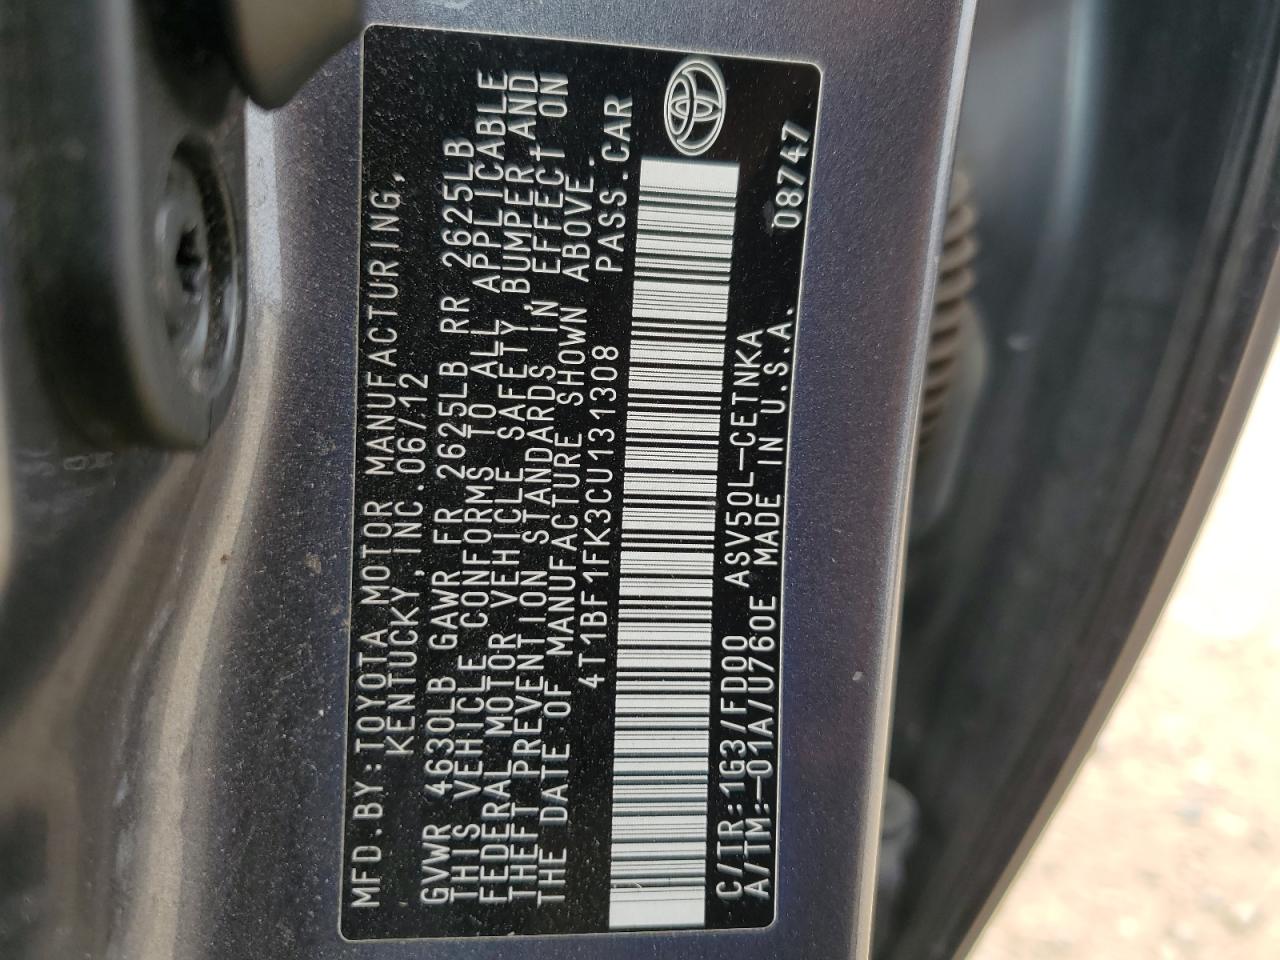 MFD.BY:TOYOTA MOTOR MANUFACTURING,
KENTUCKY,INC.06/12
GVWR 4630LB GAWR FR 2625LB RR 2625LB
THIS VEHICLE CONFORMS TO ALL APPLICABLE
FEDERAL MOTOR VEHICLE SAFETY,BUMPER,AND
THEFT PREVENTION STANDARDS IN EFFECT ON
THE DATE OF MANUFACTURE SHOWN ABOVE.
4T1BF1FK3CU131308 PASS.CAR
C/TR:1G3/FD00 ASV50L-CETNKA
A/TM:-01A/U760E MADE IN U.S.A. 08747